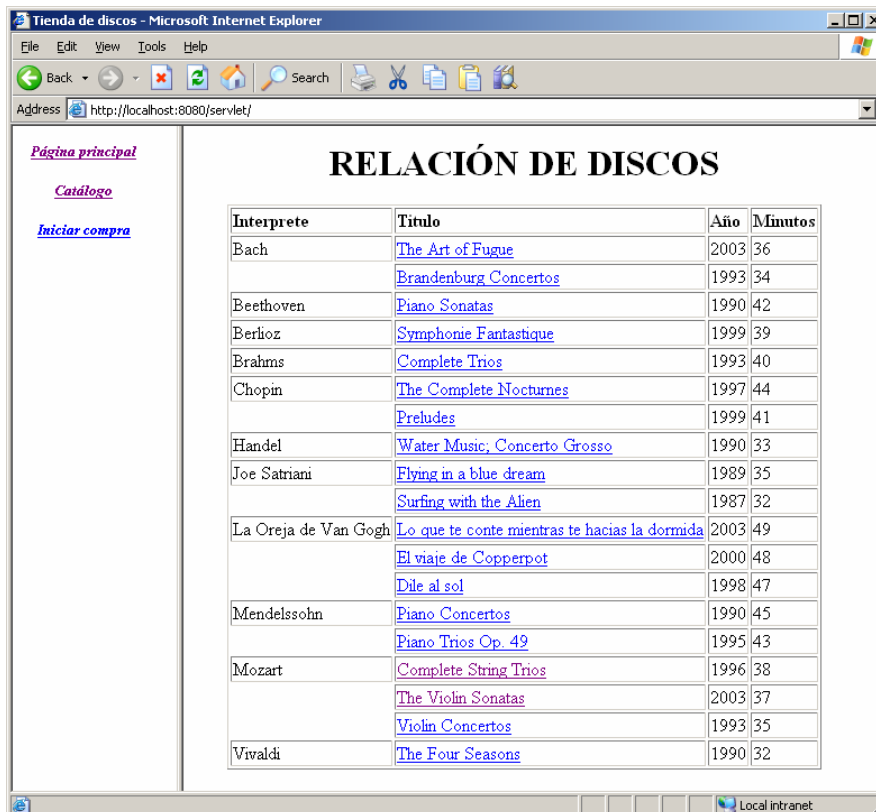 Tienda de discos - Microsoft Internet Explorer
File Edit View Tools Help
Back Search
Address http://localhost:8080/servlet/
Página principal
Catálogo
Iniciar compra
RELACIÓN DE DISCOS
Interprete Titulo Año Minutos
Bach The Art of Fugue 2003 36
Brandenburg Concertos 1993 34
Beethoven Piano Sonatas 1990 42
Berlioz Symphonie Fantastique 1999 39
Brahms Complete Trios 1993 40
Chopin The Complete Nocturnes 1997 44
Preludes 1999 41
Handel Water Music; Concerto Grosso 1990 33
Joe Satriani Flying in a blue dream 1989 35
Surfing with the Alien 1987 32
La Oreja de Van Gogh Lo que te conte mientras te hacias la dormida 2003 49
El viaje de Copperpot 2000 48
Dile al sol 1998 47
Mendelssohn Piano Concertos 1990 45
Piano Trios Op. 49 1995 43
Mozart Complete String Trios 1996 38
The Violin Sonatas 2003 37
Violin Concertos 1993 35
Vivaldi The Four Seasons 1990 32
Local intranet